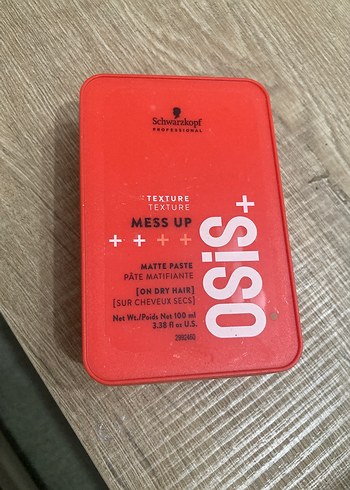 Schwarzkopf
PROFESSIONAL
TEXTURE
TEXTURE
MESS UP
++++
MATTE PASTE
PÂTE MATIFIANTE
[ON DRY HAIR]
[SUR CHEVEUX SECS]
Net Wt./Poids Net 100 ml
3.38 fl oz U.S.
2992460
OSiS+